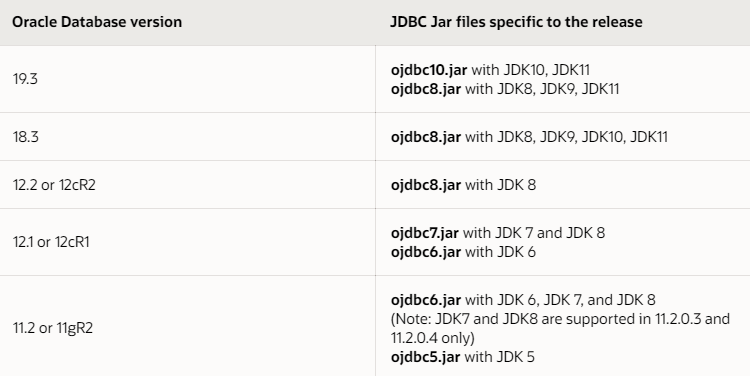 Oracle Database version
JDBC Jar files specific to the release
19.3
ojdbc10.jar with JDK10, JDK11
ojdbc8.jar with JDK8, JDK9, JDK11
18.3
ojdbc8.jar with JDK8, JDK9, JDK10, JDK11
12.2 or 12cR2
ojdbc8.jar with JDK 8
12.1 or 12cR1
ojdbc7.jar with JDK 7 and JDK 8
ojdbc6.jar with JDK 6
11.2 or 11gR2
ojdbc6.jar with JDK 6, JDK 7, and JDK 8
(Note: JDK7 and JDK8 are supported in 11.2.0.3 and
11.2.0.4 only)
ojdbc5.jar with JDK 5